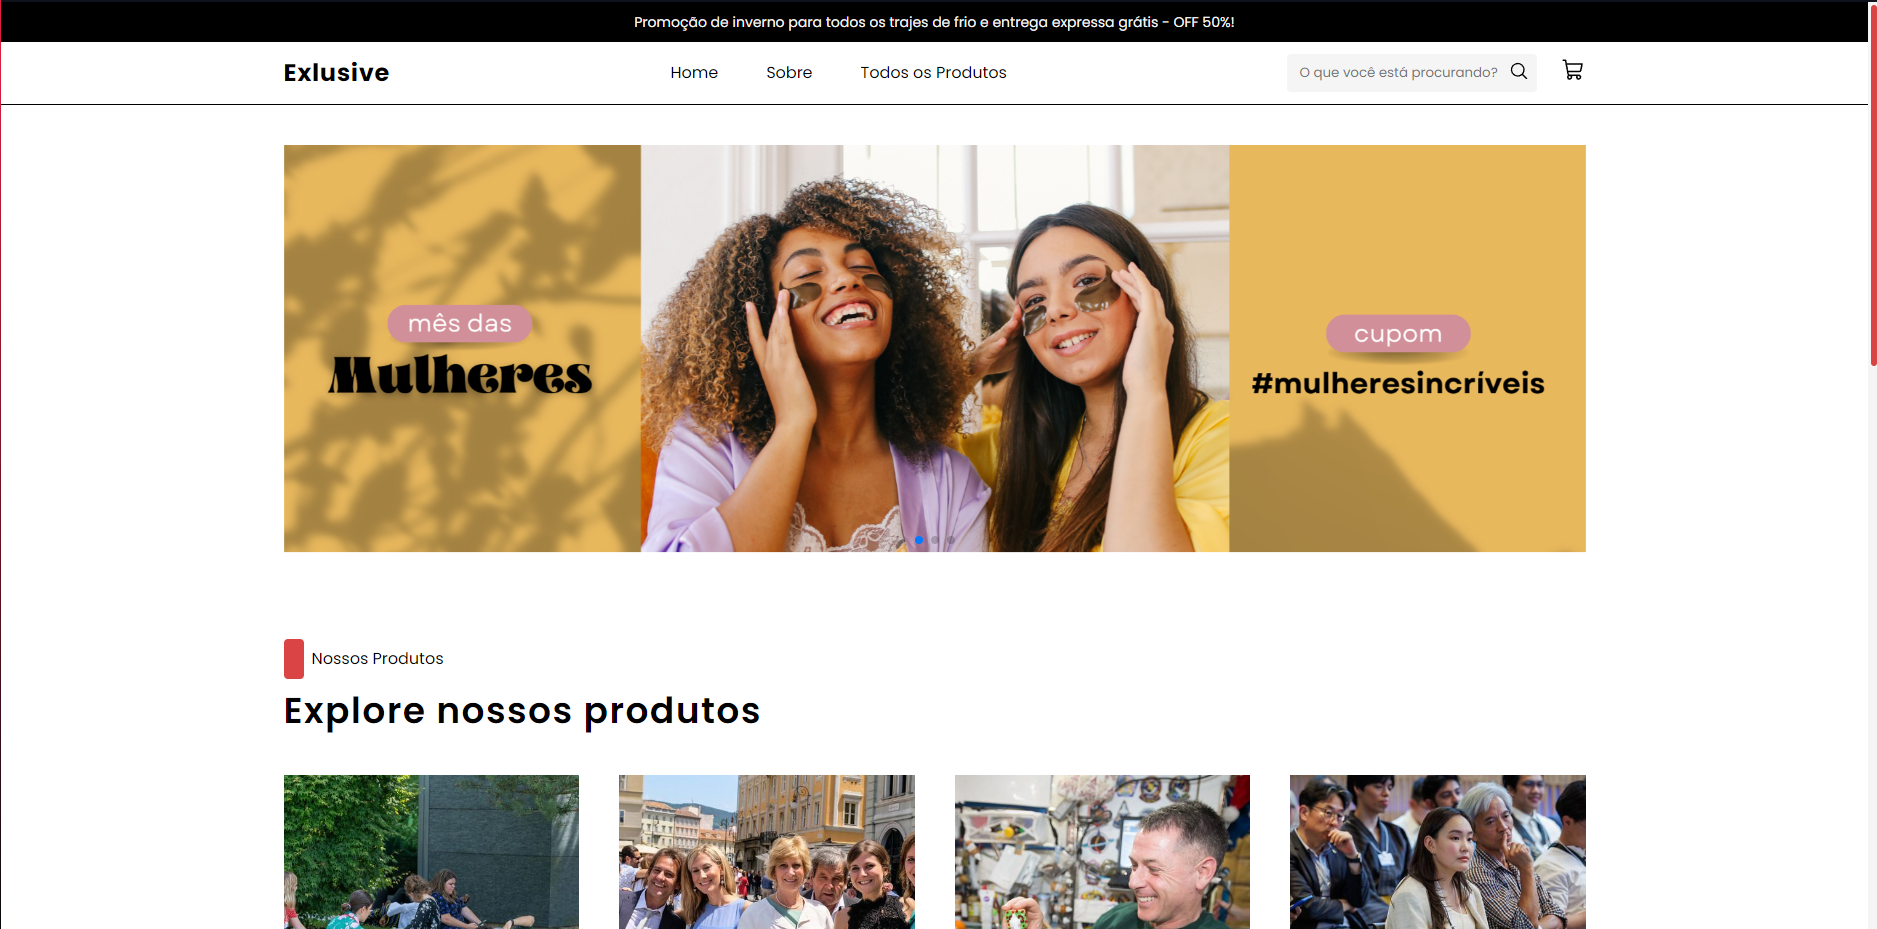 Promoção de inverno para todos os trajes de frio e entrega expressa grátis - OFF 50%!
Exlusive
Home
Sobre
Todos os Produtos
O que você está procurando?
mês das
Mulheres
cupom
#mulheresincríveis
Nossos Produtos
Explore nossos produtos